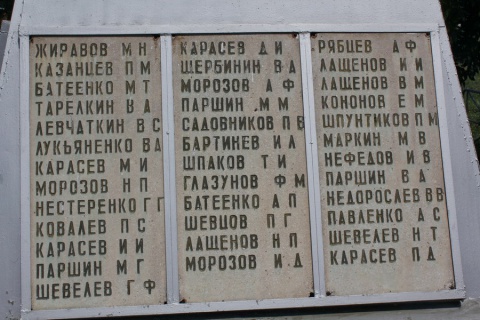 ЖИРАВОВ М Н
КАЗАНЦЕВ П М
БАТЕЕНКО М Т
ТАРЕЛКИН В А
ЛЕВЧАТКИН В С
ЛУКЬЯНЕНКО В А
КАРАСЕВ М И
МОРОЗОВ Н П
НЕСТЕРЕНКО Г Г
КОВАЛЕВ П С
КАРАСЕВ И И
ПАРШИН М Г
ШЕВЕЛЕВ Г Ф
КАРАСЕВ Д И
ЩЕРБИНИН В А
МОРОЗОВ А Ф
ПАРШИН М М
САДОВНИКОВ П В
БАРТИНЕВ И Л
ШПАКОВ Т И
ГЛАЗУНОВ Ф М
БАТЕЕНКО А П
ШЕВЦОВ П Г
ЛАЩЕНОВ Н П
МОРОЗОВ И Д
РЯБЦЕВ А Ф
ЛАЩЕНОВ И И
ЛАЩЕНОВ В М
КОНОНОВ Е М
ШПУНТИКОВ П М
МАРКИН М В
НЕФЕДОВ И В
ПАРШИН В А
НЕДОРОСЛЕВ В В
ПАВЛЕНКО А С
ШЕВЕЛЕВ Н Т
КАРАСЕВ П Д